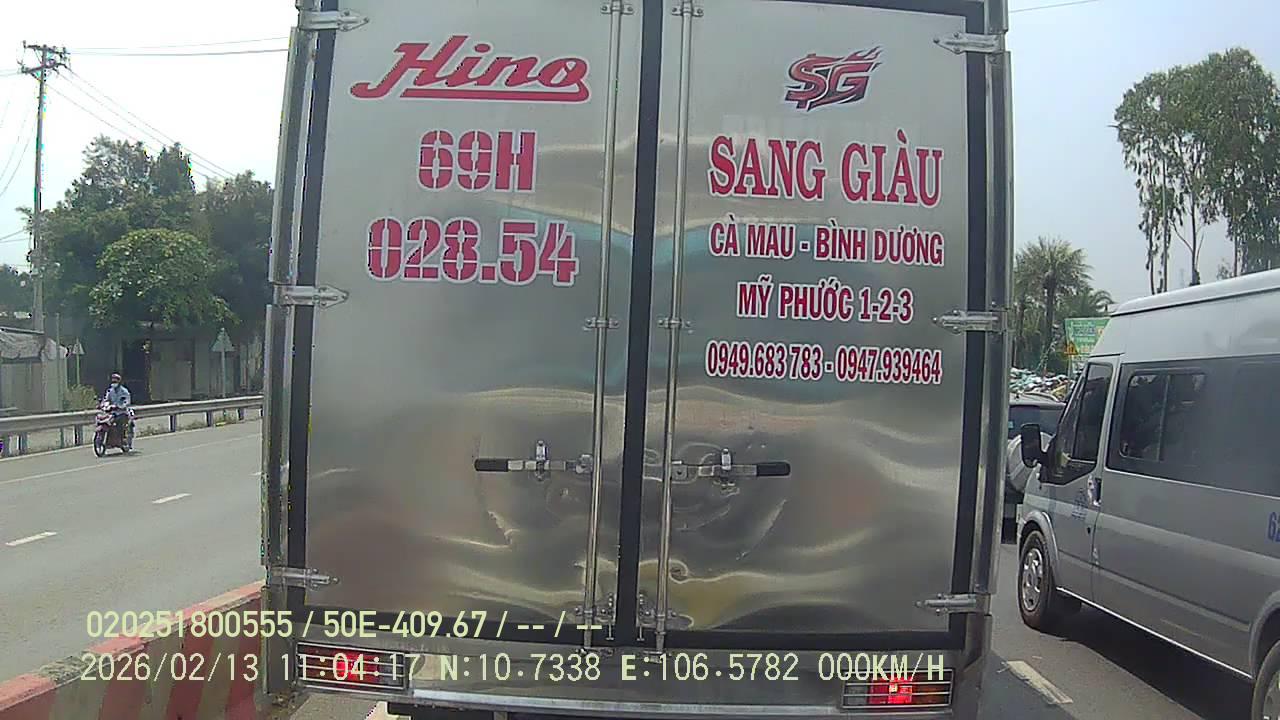 Hino
69H
028.54
SG
SANG GIÀU
CÀ MAU - BÌNH DƯƠNG
MỸ PHƯỚC 1-2-3
0949.683 783 - 0947.939464
020251800555 / 50E-409.67 / -- / --
2026/02/13 11:04:17 N:10.7338 E:106.5782 000KM/H